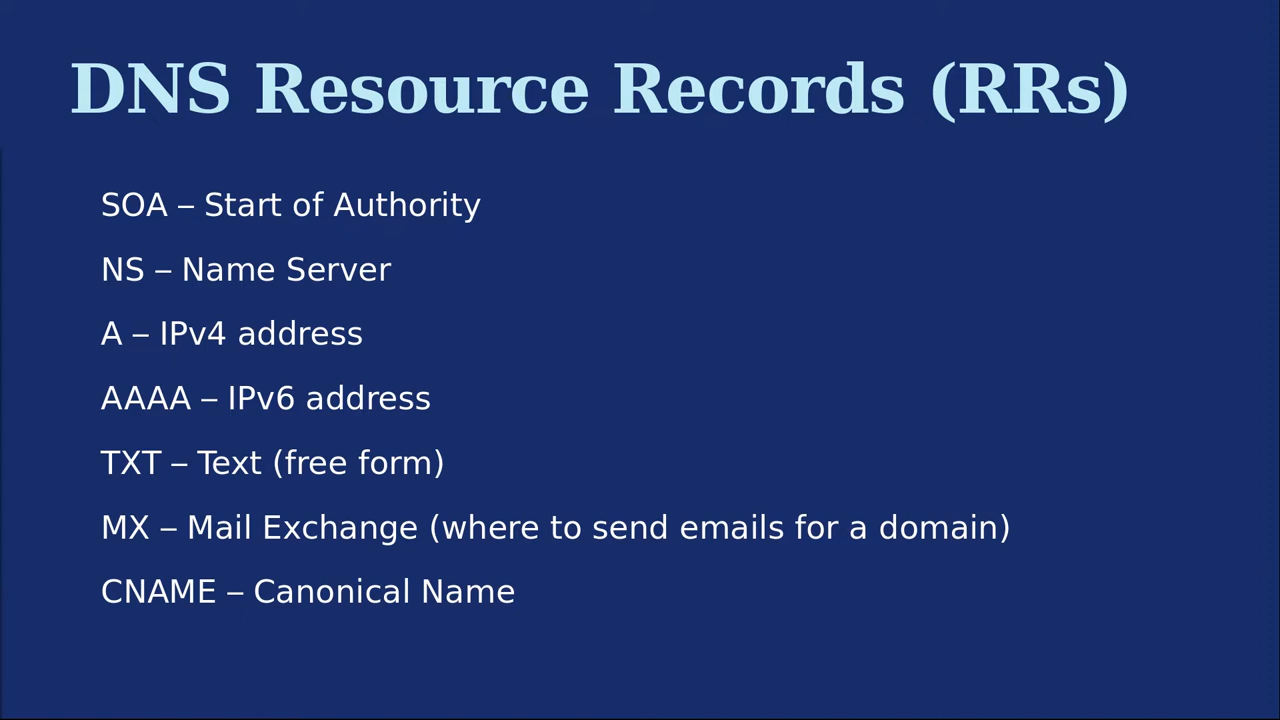 DNS Resource Records (RRs)
SOA – Start of Authority
NS – Name Server
A – IPv4 address
AAAA – IPv6 address
TXT – Text (free form)
MX – Mail Exchange (where to send emails for a domain)
CNAME – Canonical Name